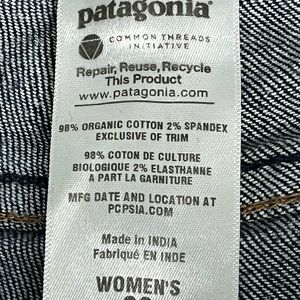 patagonia®
COMMON THREADS
INITIATIVE
Repair, Reuse, Recycle
This Product
www.patagonia.com
98% ORGANIC COTTON 2% SPANDEX
EXCLUSIVE OF TRIM
98% COTON DE CULTURE
BIOLOGIQUE 2% ELASTHANNE
A PART LA GARNITURE
MFG DATE AND LOCATION AT
PCPSIA.COM
Made in INDIA
Fabriqué EN INDE
WOMEN'S